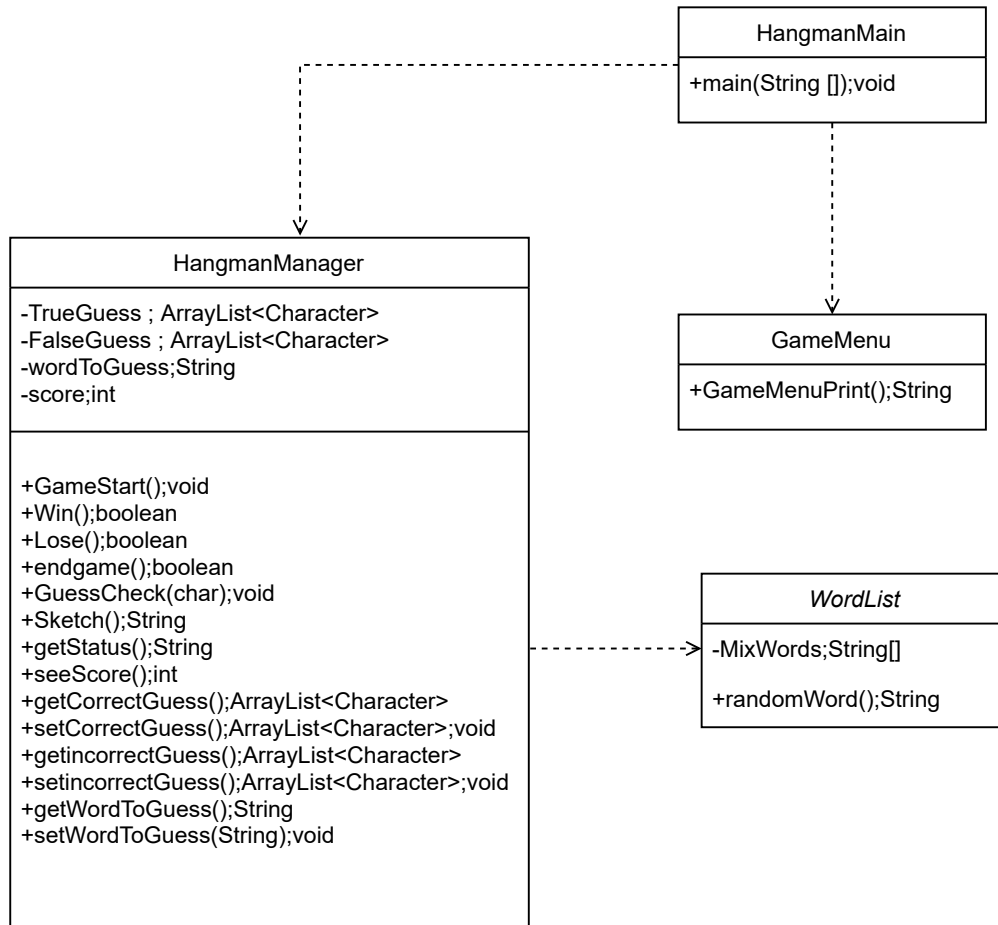 HangmanMain
+main(String []);void
HangmanManager
-TrueGuess ; ArrayList<Character>
-FalseGuess ; ArrayList<Character>
-wordToGuess;String
-score;int
+GameStart();void
+Win();boolean
+Lose();boolean
+endgame();boolean
+GuessCheck(char);void
+Sketch();String
+getStatus();String
+seeScore();int
+getCorrectGuess();ArrayList<Character>
+setCorrectGuess();ArrayList<Character>;void
+getincorrectGuess();ArrayList<Character>
+setincorrectGuess();ArrayList<Character>;void
+getWordToGuess();String
+setWordToGuess(String);void
GameMenu
+GameMenuPrint();String
WordList
-MixWords;String[]
+randomWord();String